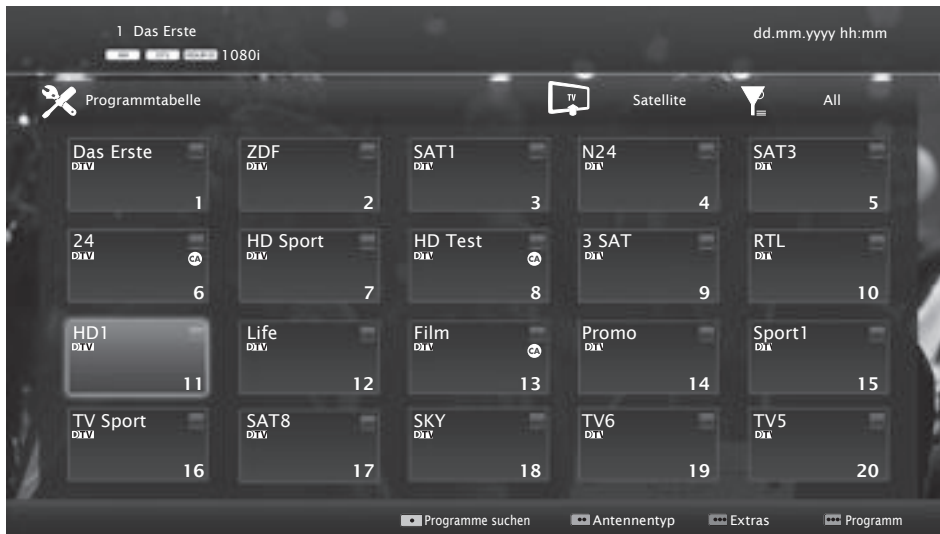 1 Das Erste
dd.mm.yyyy hh:mm
1080i
Programmtabelle
TV
Satellite
All
Das Erste
DTV
1
ZDF
DTV
2
SAT1
DTV
3
N24
DTV
4
SAT3
DTV
5
24
DTV
CA
6
HD Sport
DTV
7
HD Test
DTV
CA
8
3 SAT
DTV
9
RTL
DTV
10
HD1
DTV
11
Life
DTV
12
Film
DTV
CA
13
Promo
DTV
14
Sport1
DTV
15
TV Sport
DTV
16
SAT8
DTV
17
SKY
DTV
18
TV6
DTV
19
TV5
DTV
20
Programme suchen
Antennentyp
Extras
Programm